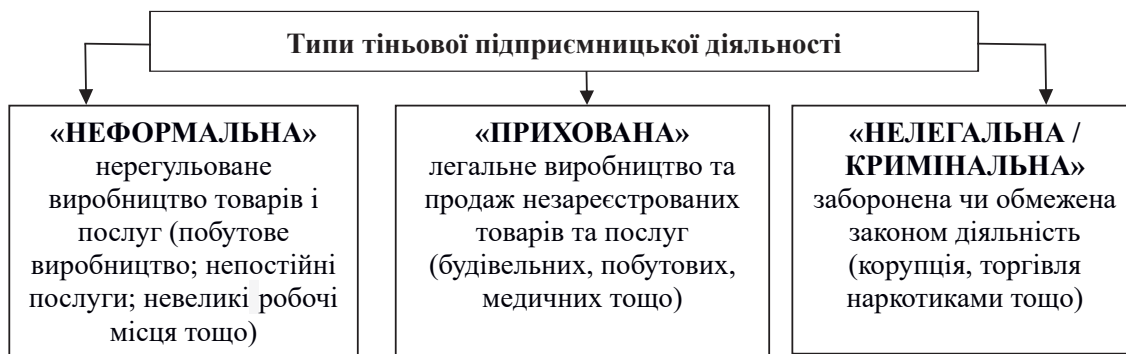 Типи тіньової підприємницької діяльності
«НЕФОРМАЛЬНА»
нерегульоване
виробництво товарів і
послуг (побутове
виробництво; непостійні
послуги; невеликі робочі
місця тощо)
«ПРИХОВАНА»
легальне виробництво та
продаж незареєстрованих
товарів та послуг
(будівельних, побутових,
медичних тощо)
«НЕЛЕГАЛЬНА /
КРИМІНАЛЬНА»
заборонена чи обмежена
законом діяльність
(корупція, торгівля
наркотиками тощо)